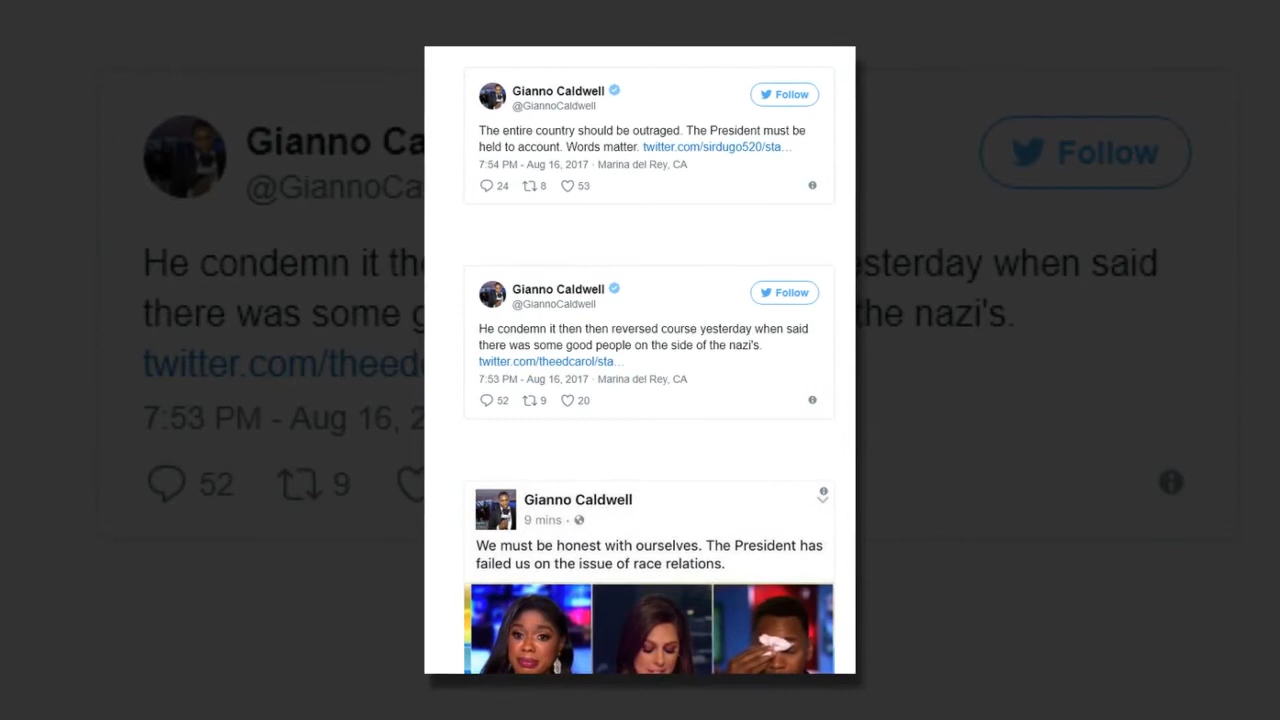 Gianno Caldwell
@GiannoCaldwell
Follow
The entire country should be outraged. The President must be
held to account. Words matter. twitter.com/sirdugo520/sta…
7:54 PM - Aug 16, 2017 · Marina del Rey, CA
24 8 53
Gianno Caldwell
@GiannoCaldwell
Follow
He condemn it then then reversed course yesterday when said
there was some good people on the side of the nazi's.
twitter.com/theedcarol/sta…
7:53 PM - Aug 16, 2017 · Marina del Rey, CA
52 9 20
Gianno Caldwell
9 mins ·
We must be honest with ourselves. The President has
failed us on the issue of race relations.
Gianno Ca
@GiannoCa
Follow
He condemn it the
sterday when said
there was some g
the nazi's.
twitter.com/theed
7:53 PM - Aug 16, 2
52 9